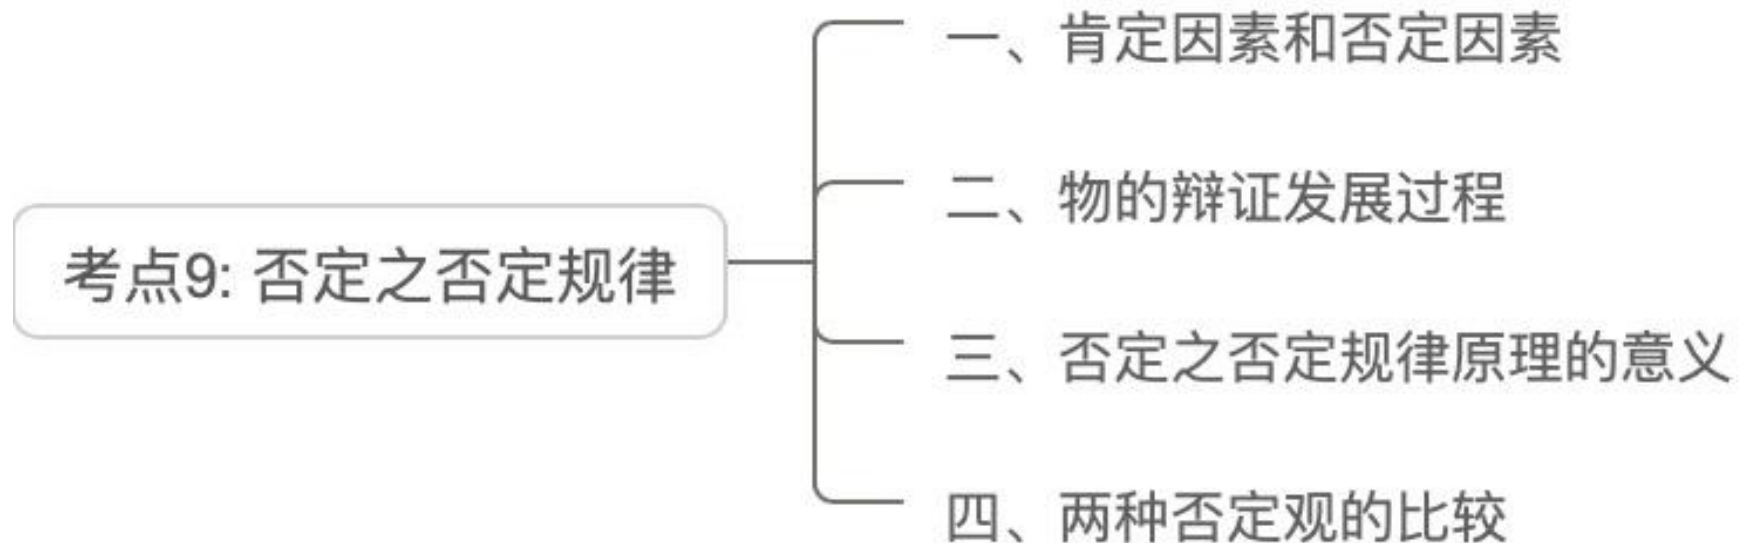 考点9: 否定之否定规律
一、肯定因素和否定因素
二、物的辩证发展过程
三、否定之否定规律原理的意义
四、两种否定观的比较